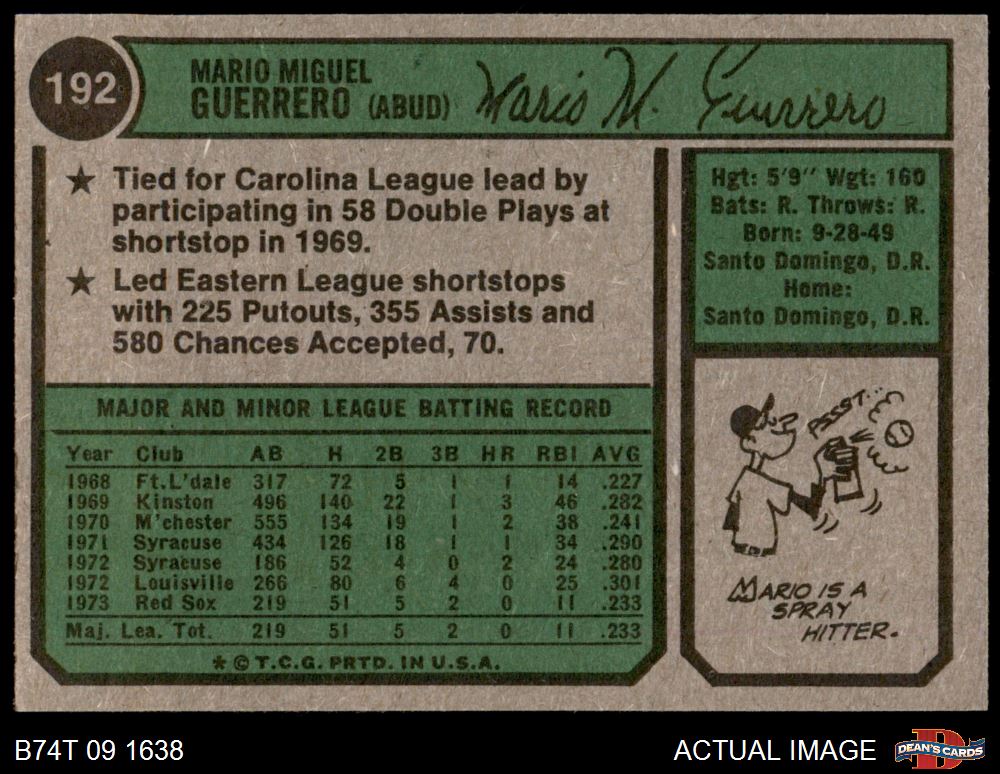 192
MARIO MIGUEL
GUERRERO (ABUD)
Mario M. Guerrero
★ Tied for Carolina League lead by
participating in 58 Double Plays at
shortstop in 1969.
★ Led Eastern League shortstops
with 225 Putouts, 355 Assists and
580 Chances Accepted, 70.
Hgt: 5'9" Wgt: 160
Bats: R. Throws: R.
Born: 9-28-49
Santo Domingo, D.R.
Home:
Santo Domingo, D.R.
MAJOR AND MINOR LEAGUE BATTING RECORD
Year Club AB H 2B 3B HR RBI AVG
1968 Ft.L'dale 317 72 5 1 1 14 .227
1969 Kinston 496 140 22 1 3 46 .282
1970 M'chester 555 134 19 1 2 38 .241
1971 Syracuse 434 126 18 1 1 34 .290
1972 Syracuse 186 52 4 0 2 24 .280
1972 Louisville 266 80 6 4 0 25 .301
1973 Red Sox 219 51 5 2 0 11 .233
Maj. Lea. Tot. 219 51 5 2 0 11 .233
* © T.C.G. PRTD. IN U.S.A.
PSSST...
MARIO IS A
SPRAY
HITTER.
B74T 09 1638
ACTUAL IMAGE
D
DEAN'S CARDS